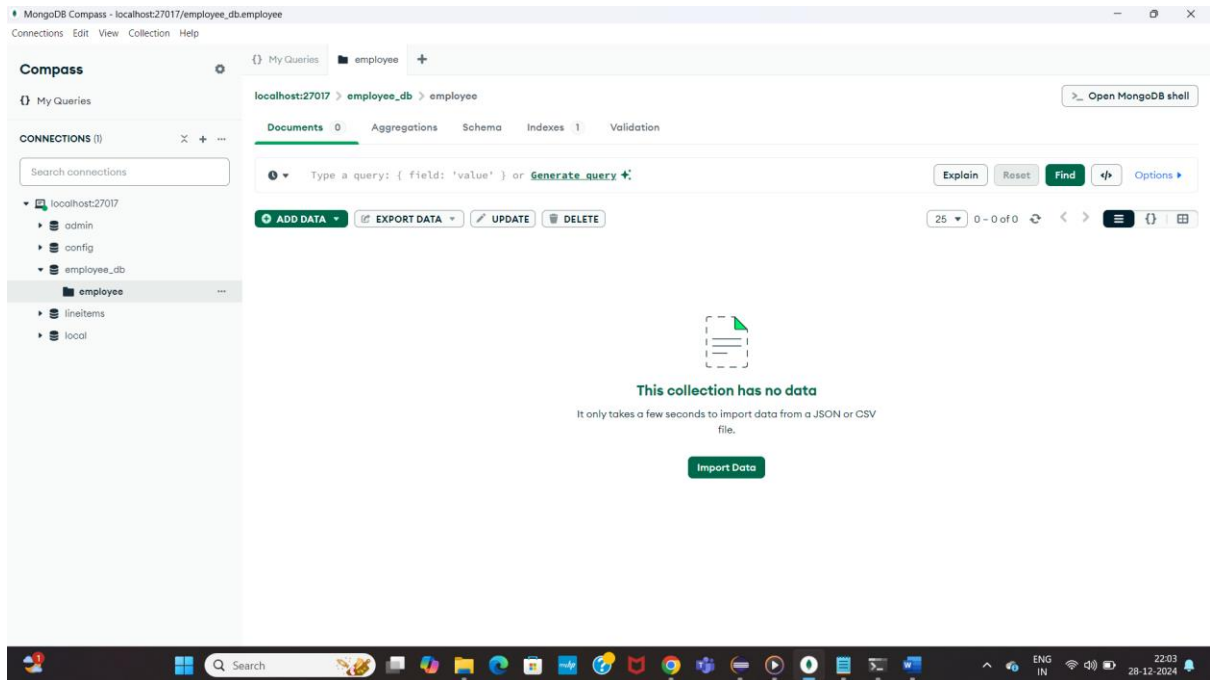 MongoDB Compass - localhost:27017/employee_db.employee
Connections Edit View Collection Help
Compass
{} My Queries
CONNECTIONS (1)
Search connections
localhost:27017
admin
config
employee_db
employee
lineitems
local
{} My Queries employee
localhost:27017 > employee_db > employee
>_ Open MongoDB shell
Documents 0 Aggregations Schema Indexes 1 Validation
Type a query: { field: 'value' } or Generate query
Explain Reset Find </> Options
ADD DATA EXPORT DATA UPDATE DELETE
25 0 - 0 of 0 {}
This collection has no data
It only takes a few seconds to import data from a JSON or CSV
file.
Import Data
1
Search
ENG
IN
22:03
28-12-2024